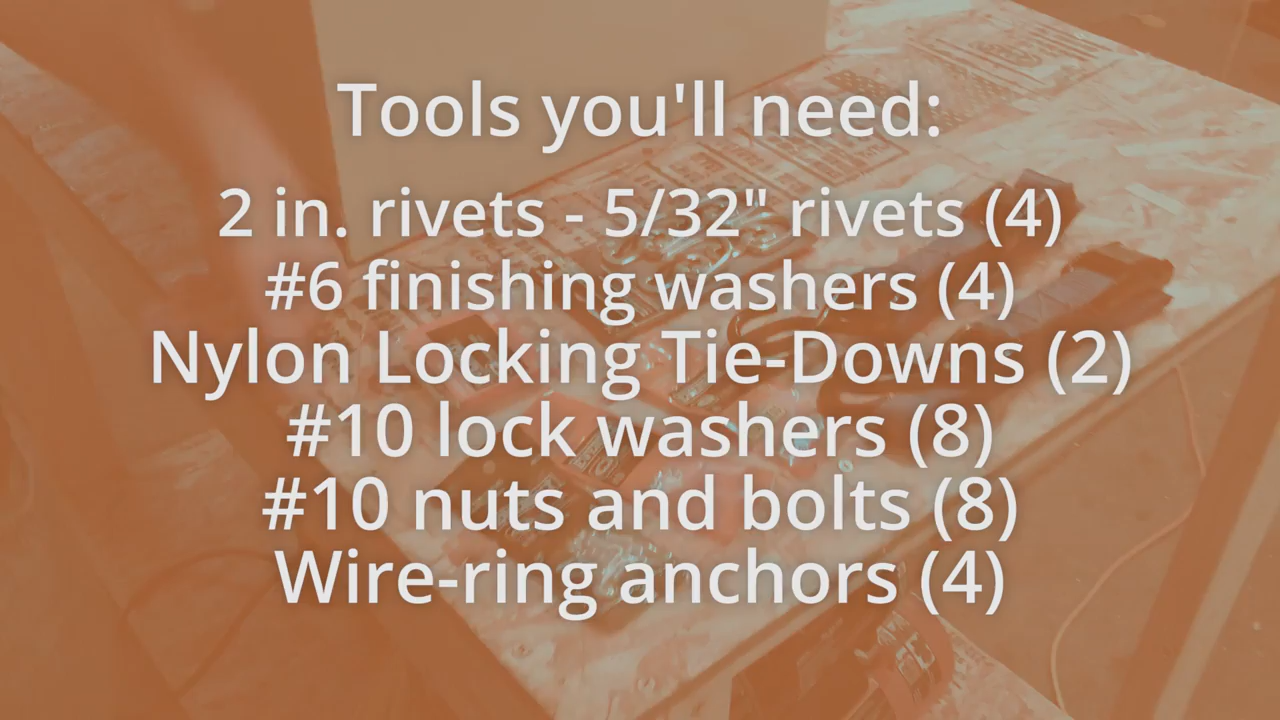 Tools you'll need:
2 in. rivets - 5/32" rivets (4)
#6 finishing washers (4)
Nylon Locking Tie-Downs (2)
#10 lock washers (8)
#10 nuts and bolts (8)
Wire-ring anchors (4)